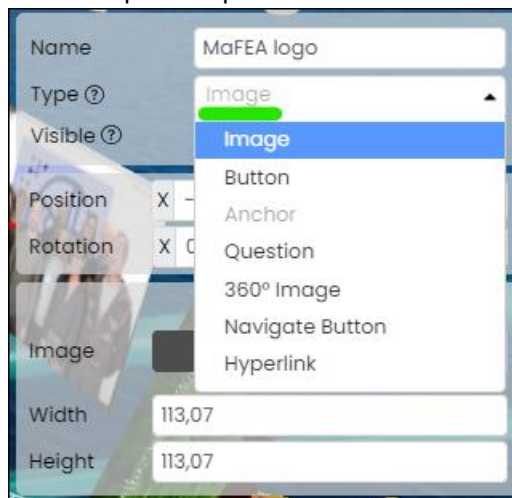 Name MaFEA logo
Type ? Image
Visible ?
Image
Button
Anchor
Question
360° Image
Navigate Button
Hyperlink
Position X -
Rotation X
Image
Width 113,07
Height 113,07